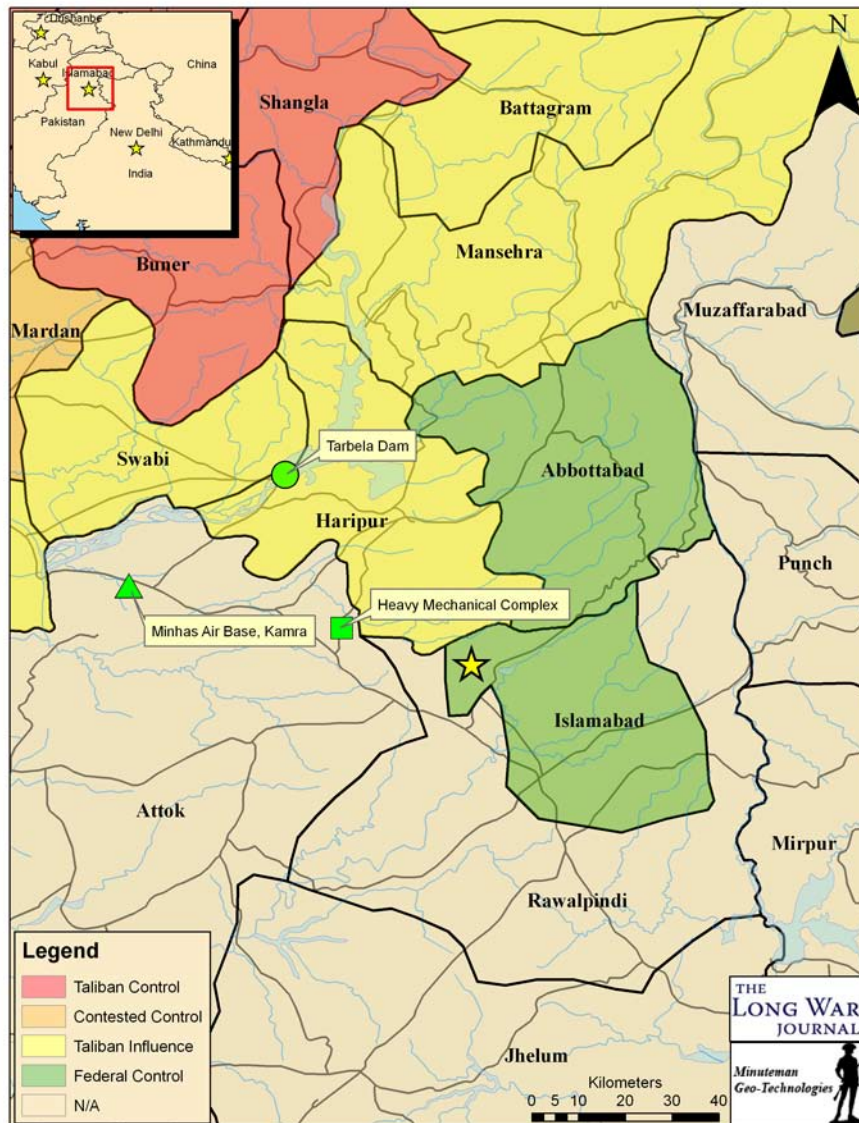 Dushanbe
Kabul
Islamabad
China
Pakistan
New Delhi
Kathmandu
India
N
Shangla
Battagram
Buner
Mansehra
Mardan
Muzaffarabad
Tarbela Dam
Swabi
Abbottabad
Haripur
Punch
Heavy Mechanical Complex
Minhas Air Base, Kamra
Islamabad
Attok
Mirpur
Rawalpindi
Legend
Taliban Control
Contested Control
Taliban Influence
Federal Control
N/A
Jhelum
Kilometers
0 5 10 20 30 40
THE
LONG WAR
JOURNAL
Minuteman
Geo-Technologies